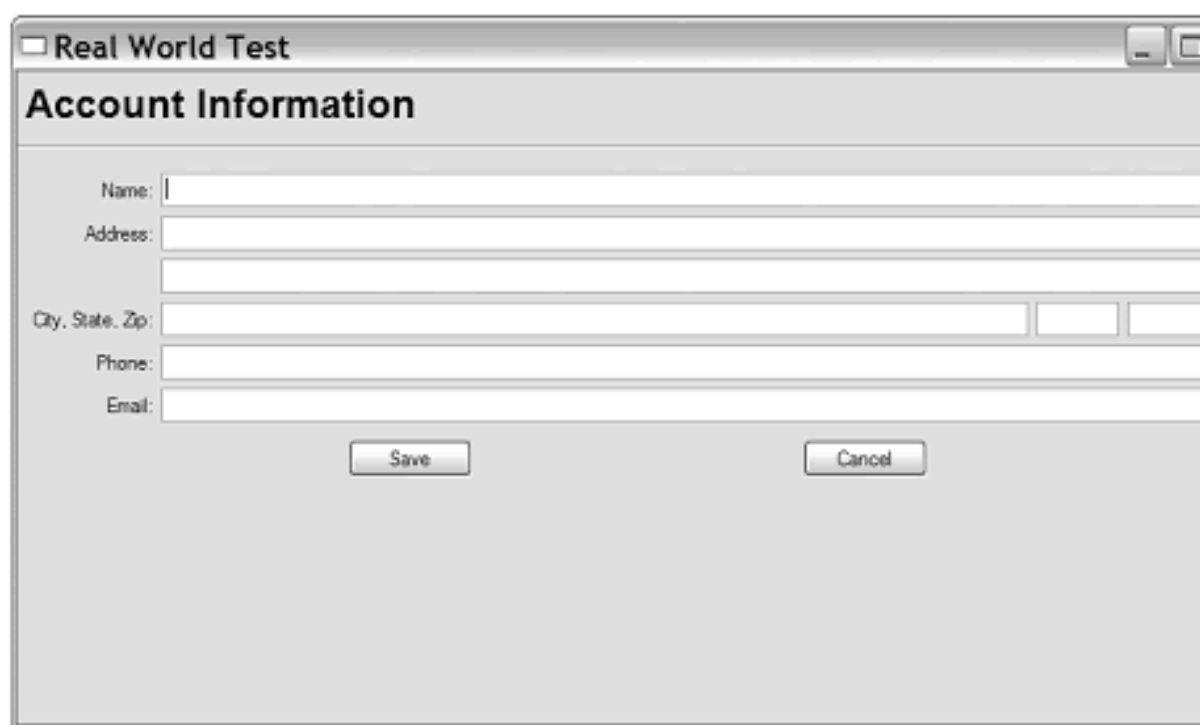 Real World Test
Account Information
Name:
Address:
City, State, Zip:
Phone:
Email:
Save Cancel